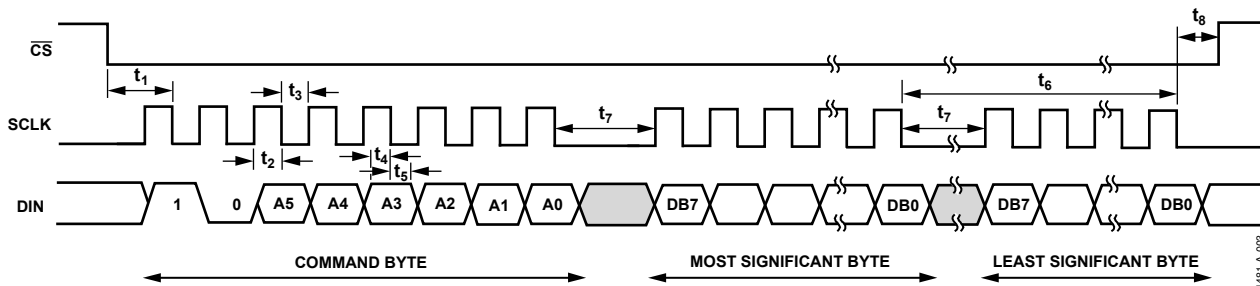 t8
CS
t1
t3
t6
SCLK
t7
t7
t2
t4
t5
DIN
1
0
A5
A4
A3
A2
A1
A0
DB7
DB0
DB7
DB0
COMMAND BYTE
MOST SIGNIFICANT BYTE
LEAST SIGNIFICANT BYTE